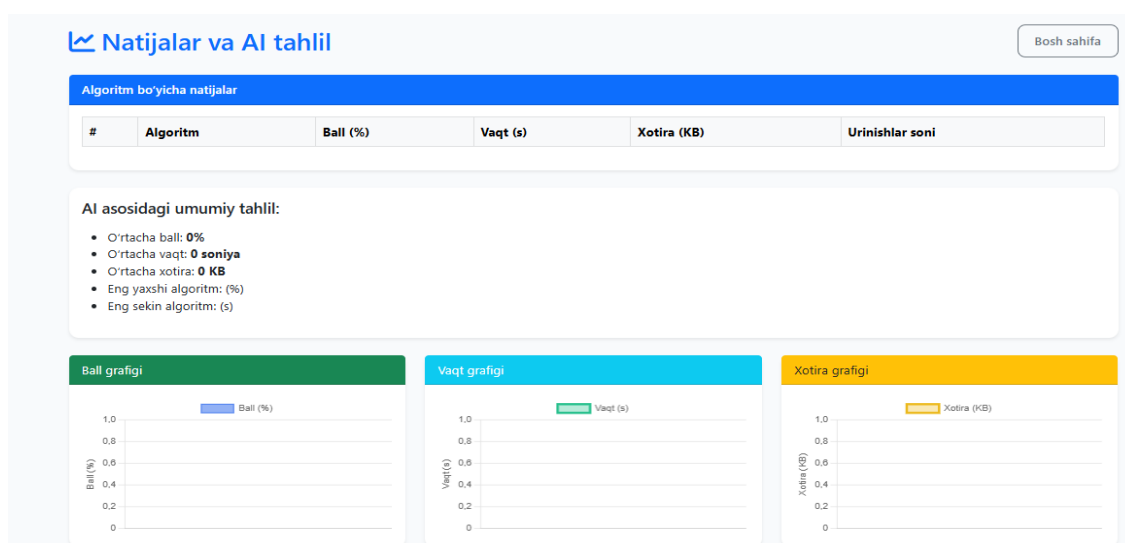 Natijalar va AI tahlil
Bosh sahifa
Algoritm bo'yicha natijalar
# Algoritm Ball (%) Vaqt (s) Xotira (KB) Urinishlar soni
AI asosidagi umumiy tahlil:
• O'rtacha ball: 0%
• O'rtacha vaqt: 0 soniya
• O'rtacha xotira: 0 KB
• Eng yaxshi algoritm: (%)
• Eng sekin algoritm: (s)
Ball grafigi
Ball (%)
1,0
0,8
0,6
0,4
0,2
0
Ball (%)
Vaqt grafigi
Vaqt (s)
1,0
0,8
0,6
0,4
0,2
0
Vaqt (s)
Xotira grafigi
Xotira (KB)
1,0
0,8
0,6
0,4
0,2
0
Xotira (KB)